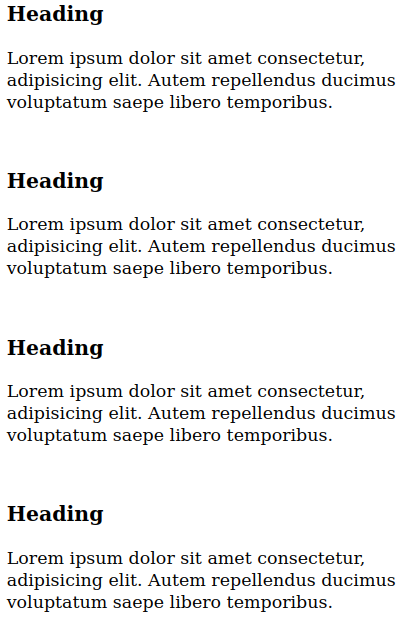 Heading
Lorem ipsum dolor sit amet consectetur,
adipisicing elit. Autem repellendus ducimus
voluptatum saepe libero temporibus.
Heading
Lorem ipsum dolor sit amet consectetur,
adipisicing elit. Autem repellendus ducimus
voluptatum saepe libero temporibus.
Heading
Lorem ipsum dolor sit amet consectetur,
adipisicing elit. Autem repellendus ducimus
voluptatum saepe libero temporibus.
Heading
Lorem ipsum dolor sit amet consectetur,
adipisicing elit. Autem repellendus ducimus
voluptatum saepe libero temporibus.